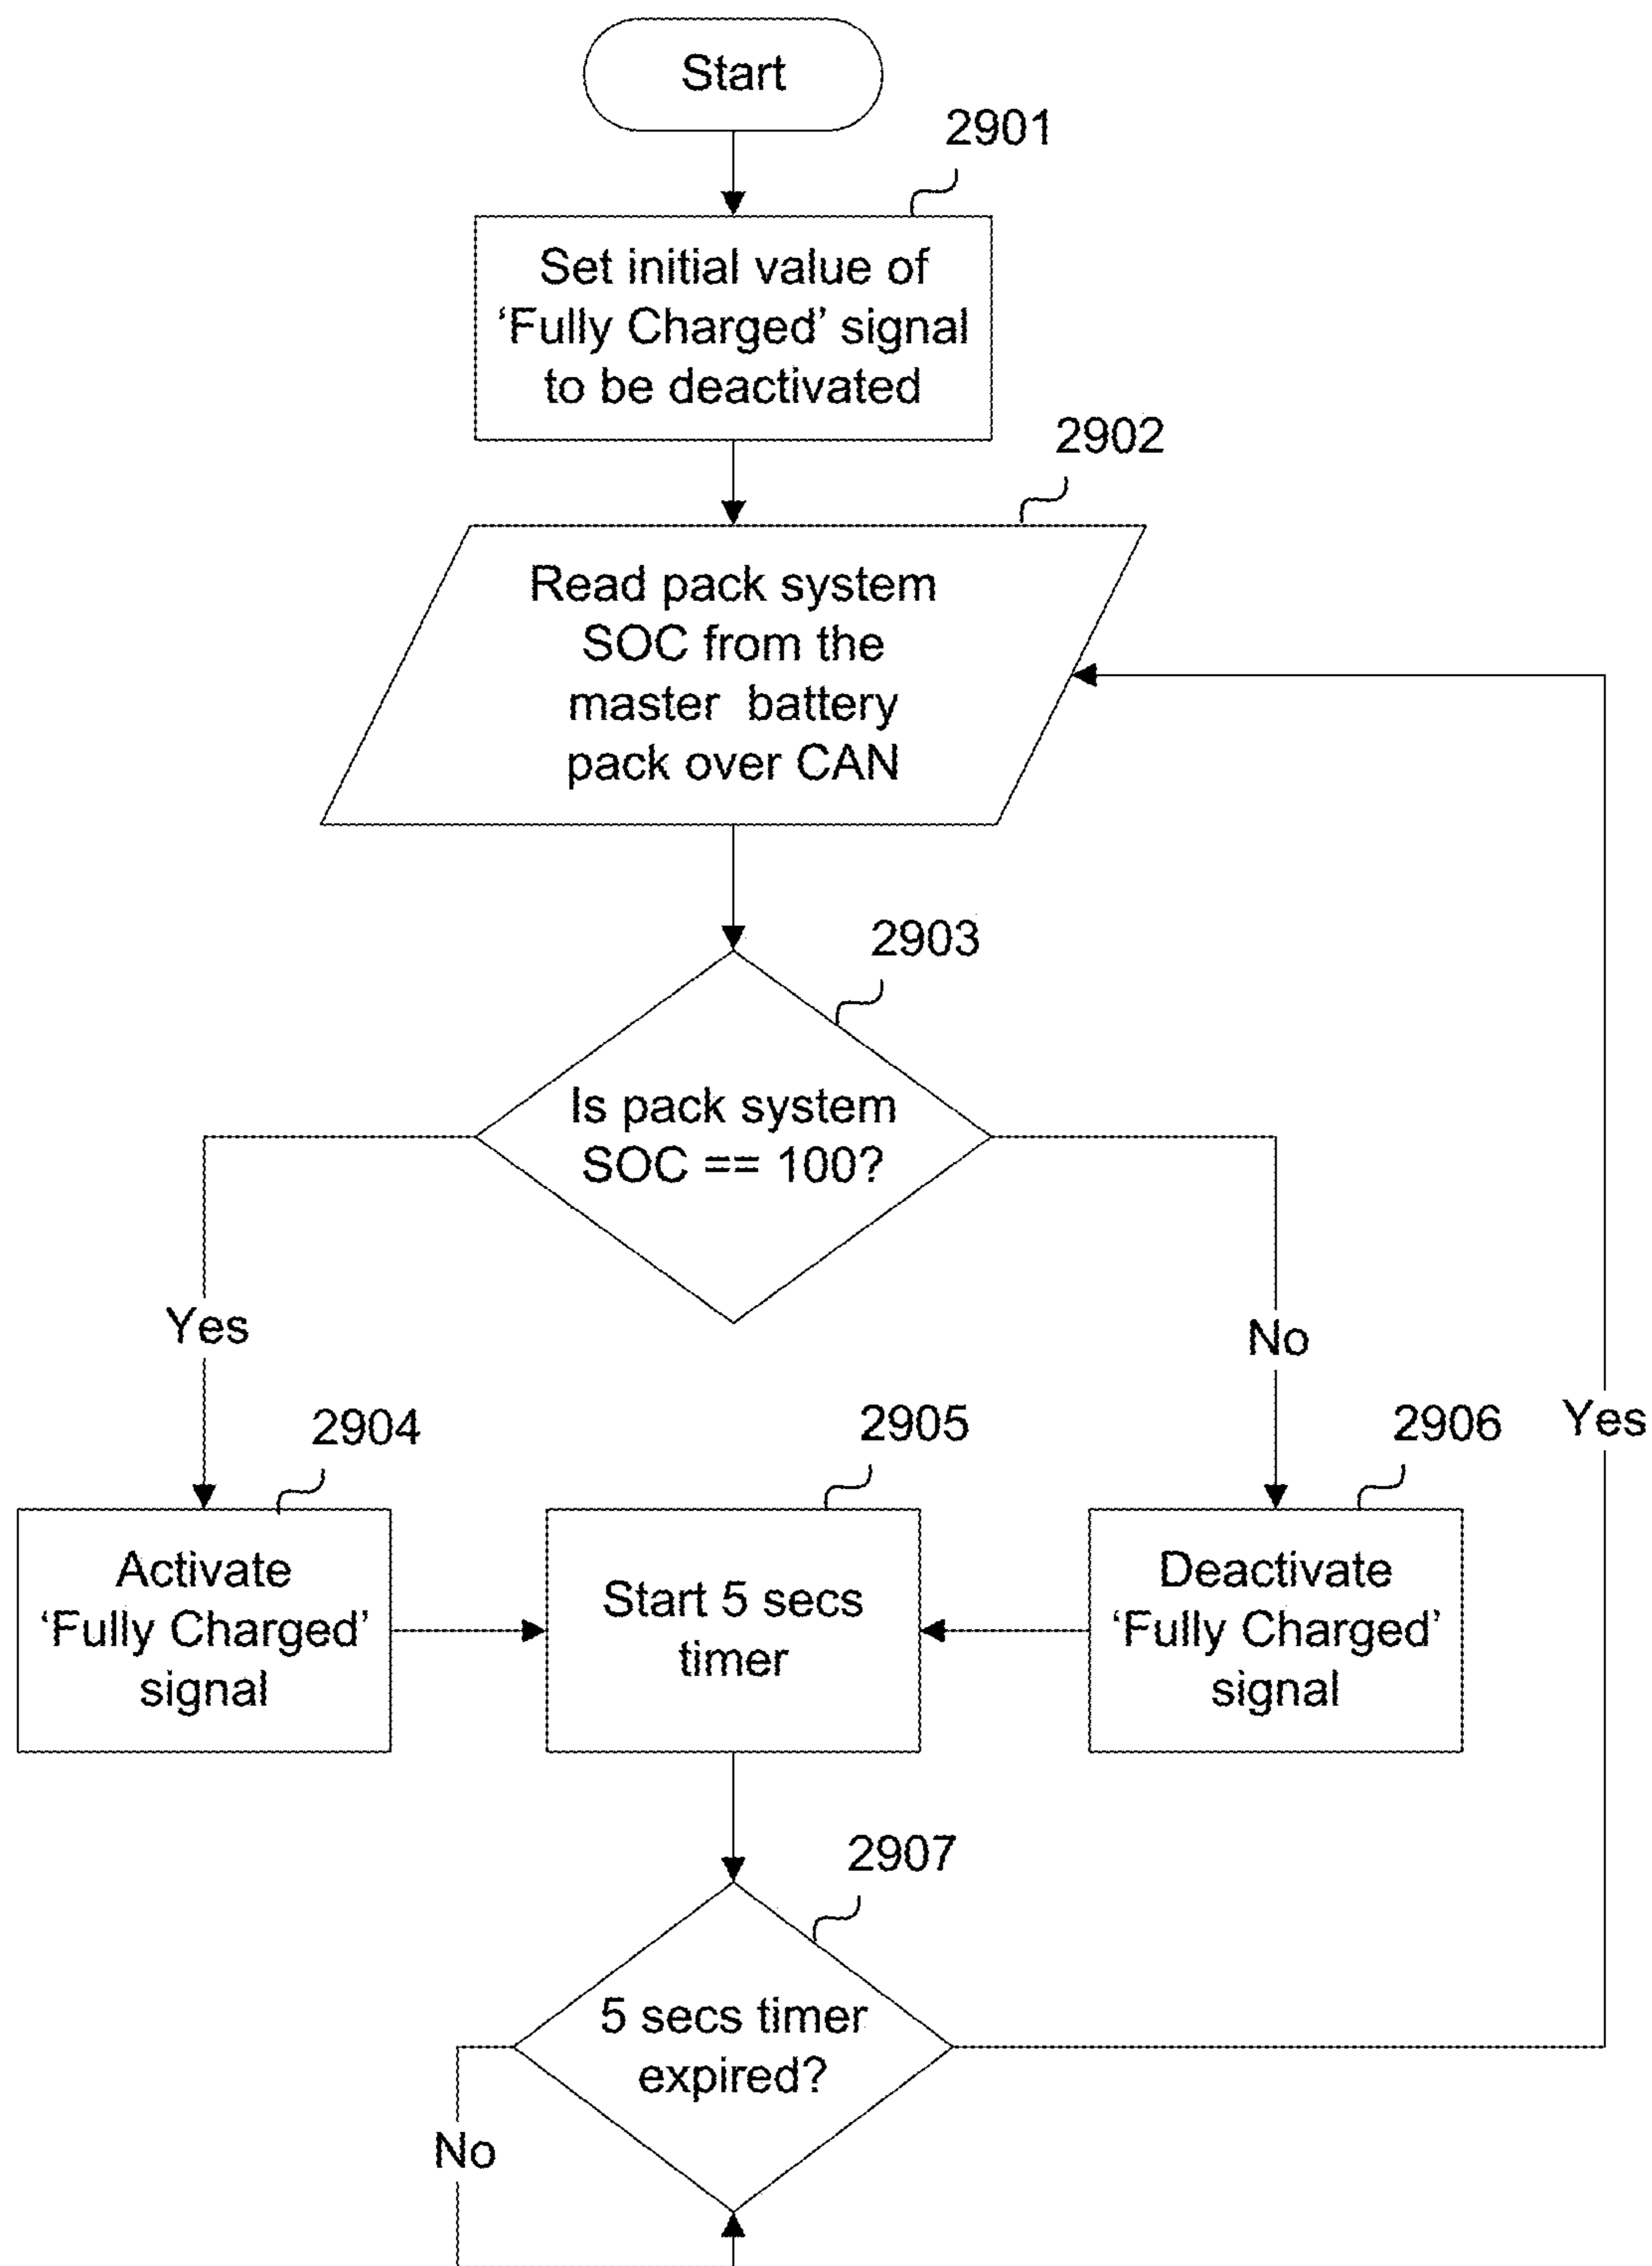 Start
2901
Set initial value of
‘Fully Charged’ signal
to be deactivated
2902
Read pack system
SOC from the
master battery
pack over CAN
2903
Is pack system
SOC == 100?
Yes
No
2904
2905
2906
Yes
Activate
‘Fully Charged’
signal
Start 5 secs
timer
Deactivate
‘Fully Charged’
signal
2907
5 secs timer
expired?
No